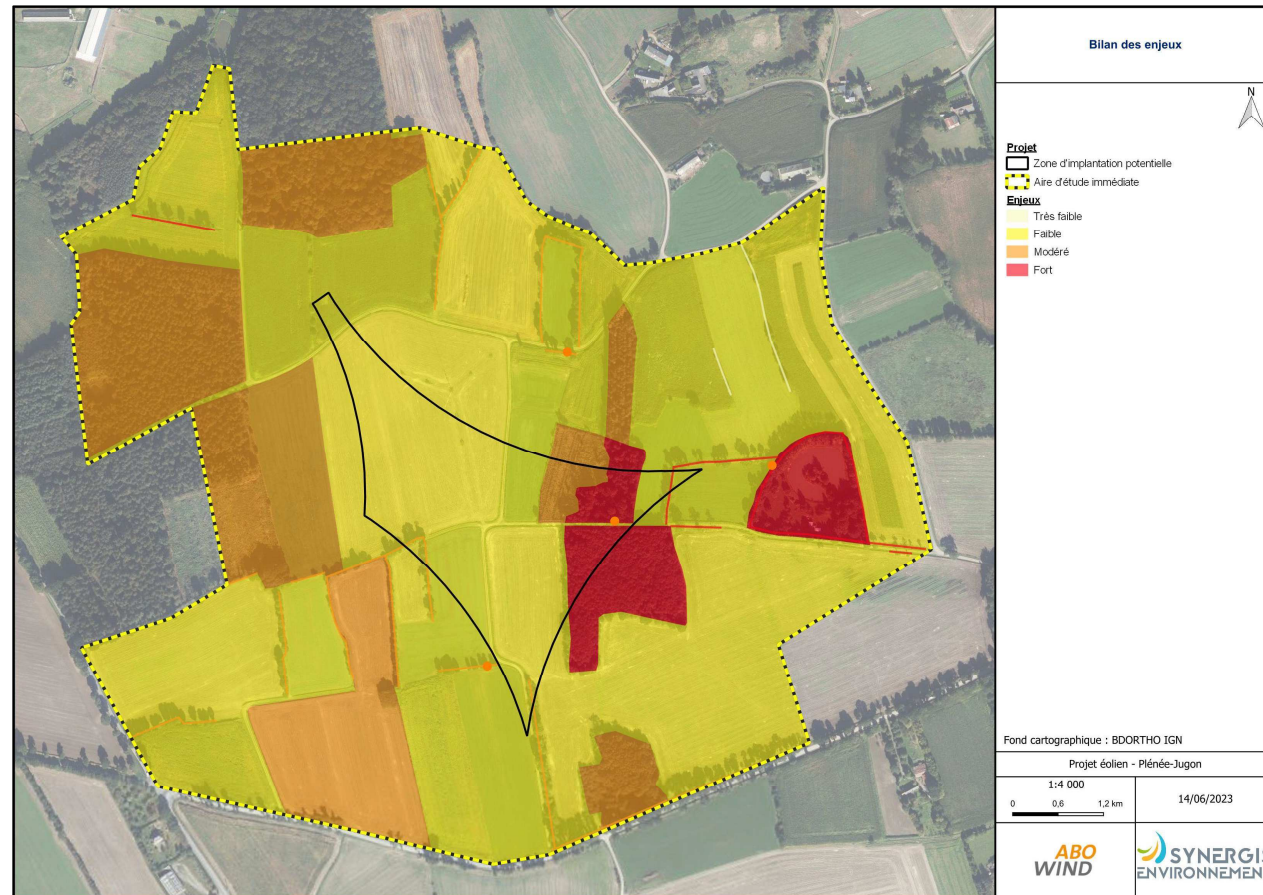 Bilan des enjeux
N
Projet
Zone d'implantation potentielle
Aire d'étude immédiate
Enjeux
Très faible
Faible
Modéré
Fort
Fond cartographique : BDORTHO IGN
Projet éolien - Plénée-Jugon
1:4 000
0 0,6 1,2 km
14/06/2023
ABO
WIND
SYNERGIS
ENVIRONNEMEN